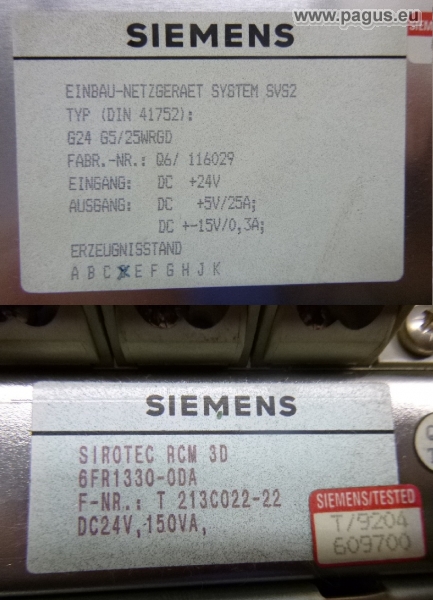 www.pagus.eu
SIEMENS
EINBAU-NETZGERAET SYSTEM SVS2
TYP (DIN 41752):
G24 G5/25WRGD
FABR.-NR.: Q6/ 116029
EINGANG: DC +24V
AUSGANG: DC +5V/25A;
DC +-15V/0,3A;
ERZEUGNISSTAND
A B C D E F G H J K
SIEMENS
SIROTEC RCM 3D
6FR1330-0DA
F-NR.: T 213C022-22
DC24V,150VA,
SIEMENS/TESTED
T/9204
609700